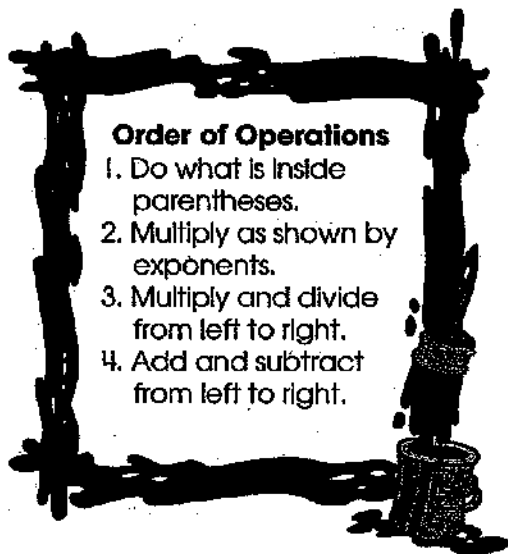 Order of Operations
1. Do what is inside
parentheses.
2. Multiply as shown by
exponents.
3. Multiply and divide
from left to right.
4. Add and subtract
from left to right.